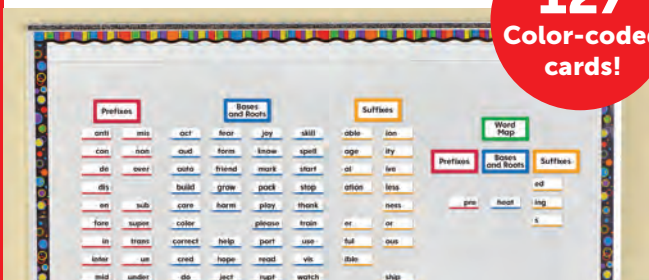 127
Color-coded
cards!
Prefixes
Bases
and Roots
Suffixes
Word
Map
Prefixes
Bases
and Roots
Suffixes
anti mis act fear joy skill able ion
con non aud form know spell age ity
de over auto friend mark start al ive
dis build grow pack stop ation less
en sub care harm play thank ness
fore super color please train er or
in trans correct help port use ful ous
inter un cred hope read vis ible
mid under do ject rupt watch ship
ed
pre heat ing
s